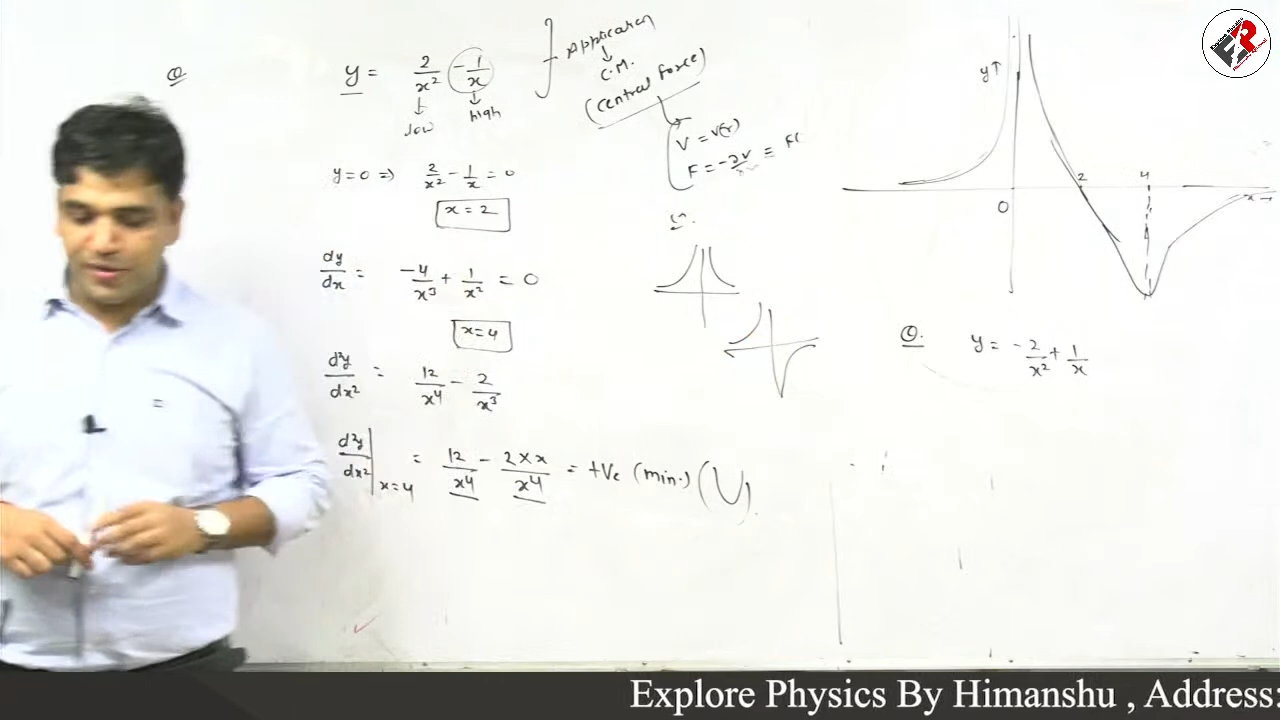 Q
y = 2/x² - 1/x
low high
Application
C.M.
(Central force)
V = V(r)
F = -∂V/∂r ≡ F(
y=0 => 2/x² - 1/x = 0
x = 2
dy/dx = -4/x³ + 1/x² = 0
x=4
d²y/dx² = 12/x⁴ - 2/x³
d²y/dx²|x=4 = 12/x⁴ - 2×x/x⁴ = +Ve (min.) (U)
y↑
2 4
O x→
Q. y = -2/x² + 1/x
Explore Physics By Himanshu , Address: